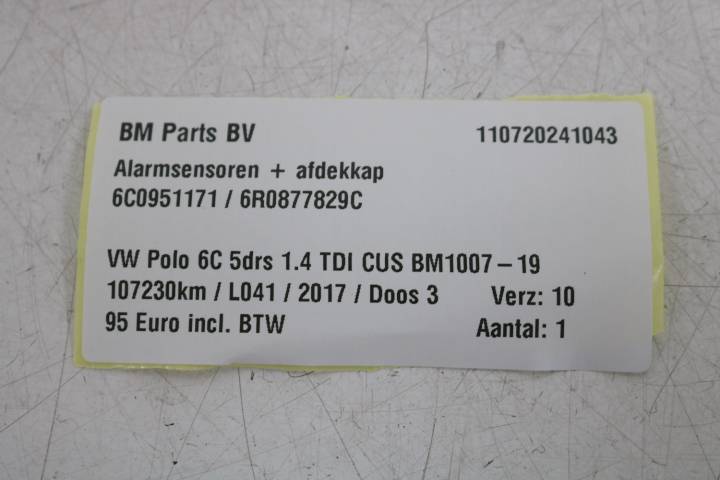 BM Parts BV 110720241043
Alarmsensoren + afdekkap
6C0951171 / 6R0877829C
VW Polo 6C 5drs 1.4 TDI CUS BM1007-19
107230km / L041 / 2017 / Doos 3 Verz: 10
95 Euro incl. BTW Aantal: 1